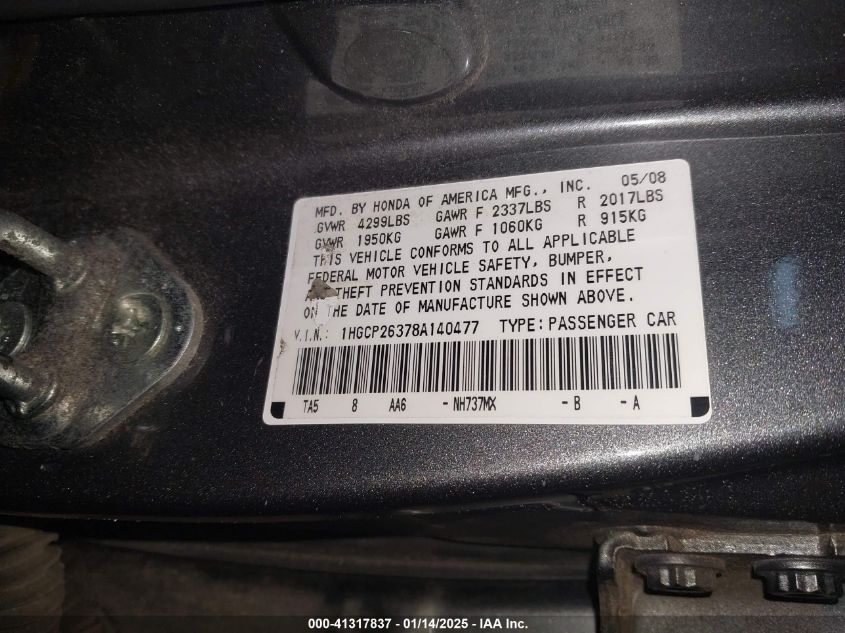 MFD. BY HONDA OF AMERICA MFG., INC. 05/08
GVWR 4299LBS GAWR F 2337LBS R 2017LBS
GVWR 1950KG GAWR F 1060KG R 915KG
THIS VEHICLE CONFORMS TO ALL APPLICABLE
FEDERAL MOTOR VEHICLE SAFETY, BUMPER,
THEFT PREVENTION STANDARDS IN EFFECT
ON THE DATE OF MANUFACTURE SHOWN ABOVE.
V.I.N.: 1HGCP26378A140477 TYPE: PASSENGER CAR
TA5 8 AA6 - NH737MX - B - A
000-41317837 - 01/14/2025 - IAA Inc.